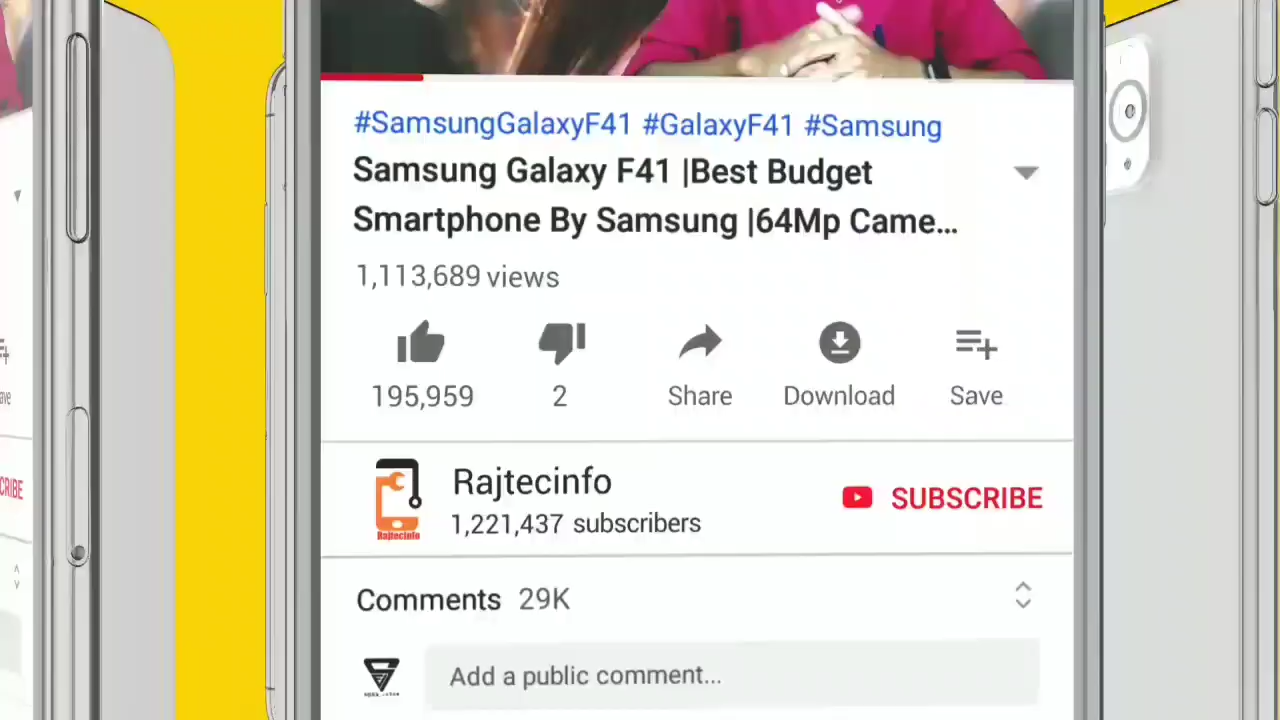 #SamsungGalaxyF41 #GalaxyF41 #Samsung
Samsung Galaxy F41 |Best Budget
Smartphone By Samsung |64Mp Came...
1,113,689 views
195,959
2
Share
Download
Save
Rajtecinfo
1,221,437 subscribers
SUBSCRIBE
Rajtecinfo
Comments 29K
Add a public comment...